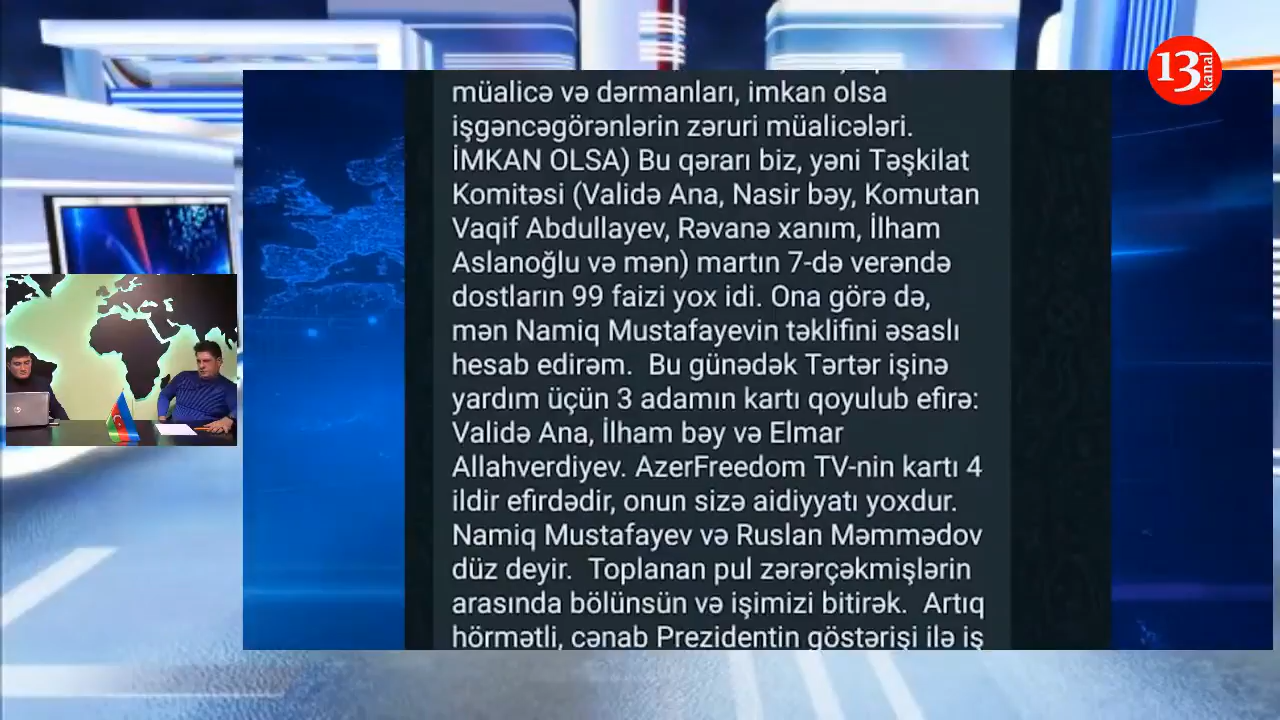 13
kanal
müalicə və dərmanları, imkan olsa
işgəncəgörənlərin zəruri müalicələri.
İMKAN OLSA) Bu qərarı biz, yəni Təşkilat
Komitəsi (Validə Ana, Nasir bəy, Komutan
Vaqif Abdullayev, Rəvanə xanım, İlham
Aslanoğlu və mən) martın 7-də verəndə
dostların 99 faizi yox idi. Ona görə də,
mən Namiq Mustafayevin təklifini əsaslı
hesab edirəm.  Bu günədək Tərtər işinə
yardım üçün 3 adamın kartı qoyulub efirə:
Validə Ana, İlham bəy və Elmar
Allahverdiyev. AzerFreedom TV-nin kartı 4
ildir efirdədir, onun sizə aidiyyatı yoxdur.
Namiq Mustafayev və Ruslan Məmmədov
düz deyir.  Toplanan pul zərərçəkmişlərin
arasında bölünsün və işimizi bitirək.  Artıq
hörmətli, cənab Prezidentin göstərişi ilə iş